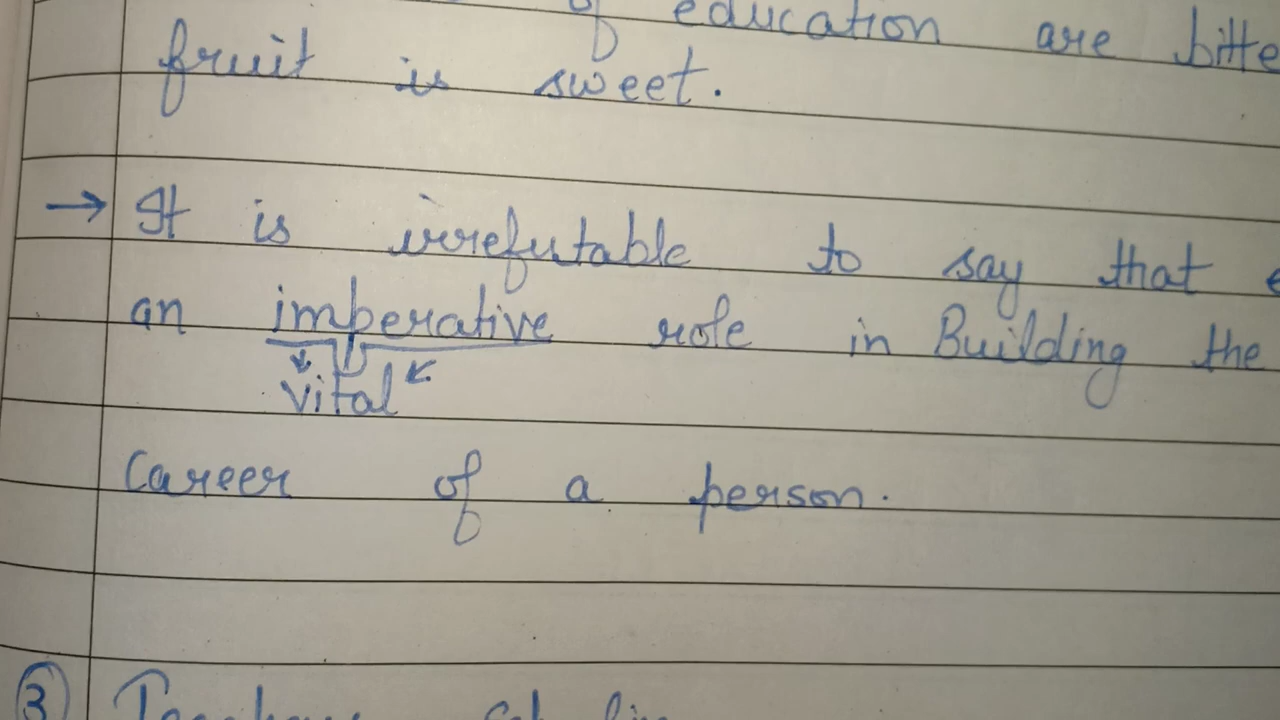 of education are bitte
fruit is sweet.
→ It is irrefutable to say that
an imperative role in Building the
vital
Career of a person.
3